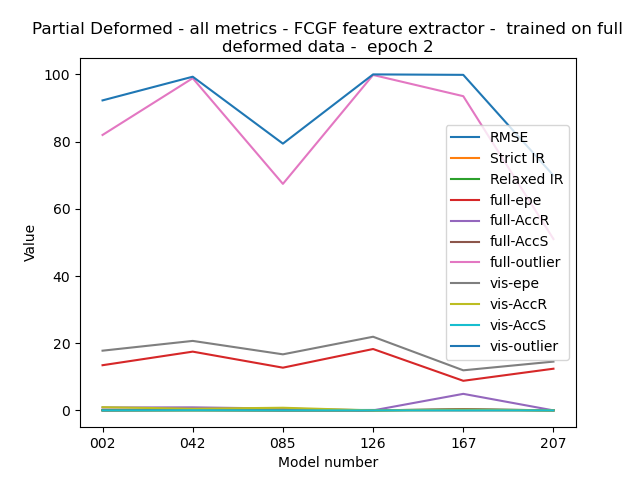 Partial Deformed - all metrics - FCGF feature extractor - trained on full
deformed data - epoch 2
100
80
60
40
20
0
Value
RMSE
Strict IR
Relaxed IR
full-epe
full-AccR
full-AccS
full-outlier
vis-epe
vis-AccR
vis-AccS
vis-outlier
002 042 085 126 167 207
Model number